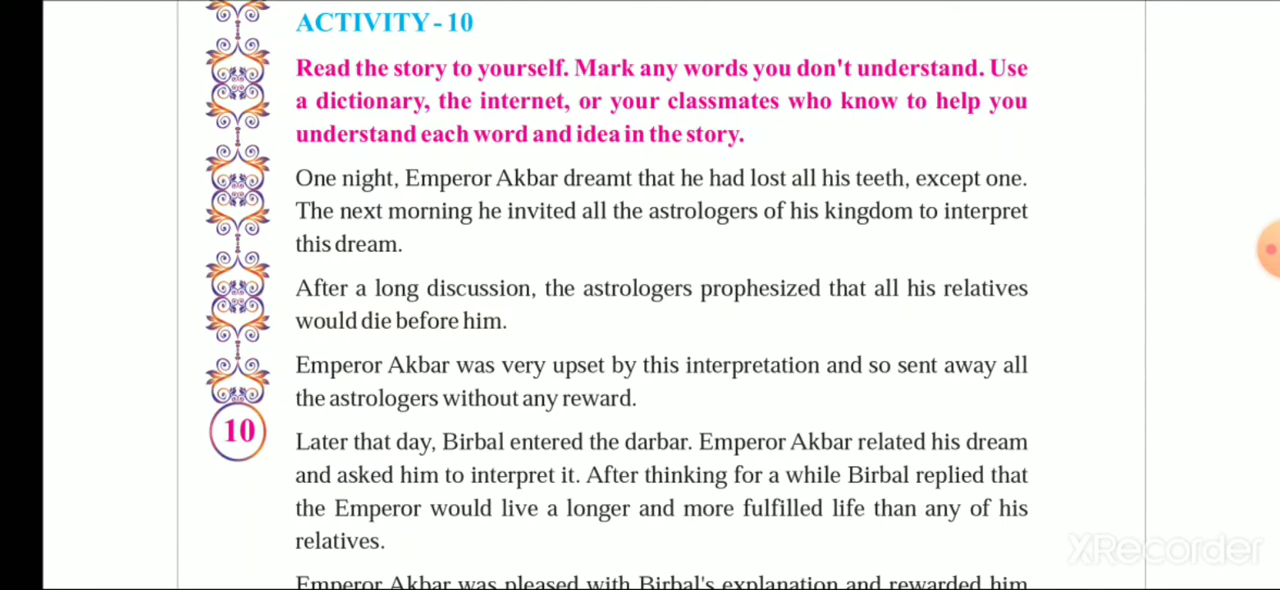 ACTIVITY - 10
Read the story to yourself. Mark any words you don't understand. Use
a dictionary, the internet, or your classmates who know to help you
understand each word and idea in the story.
One night, Emperor Akbar dreamt that he had lost all his teeth, except one.
The next morning he invited all the astrologers of his kingdom to interpret
this dream.
After a long discussion, the astrologers prophesized that all his relatives
would die before him.
Emperor Akbar was very upset by this interpretation and so sent away all
the astrologers without any reward.
10
Later that day, Birbal entered the darbar. Emperor Akbar related his dream
and asked him to interpret it. After thinking for a while Birbal replied that
the Emperor would live a longer and more fulfilled life than any of his
relatives.
XRecorder
Emperor Akbar was pleased with Birbal's explanation and rewarded him